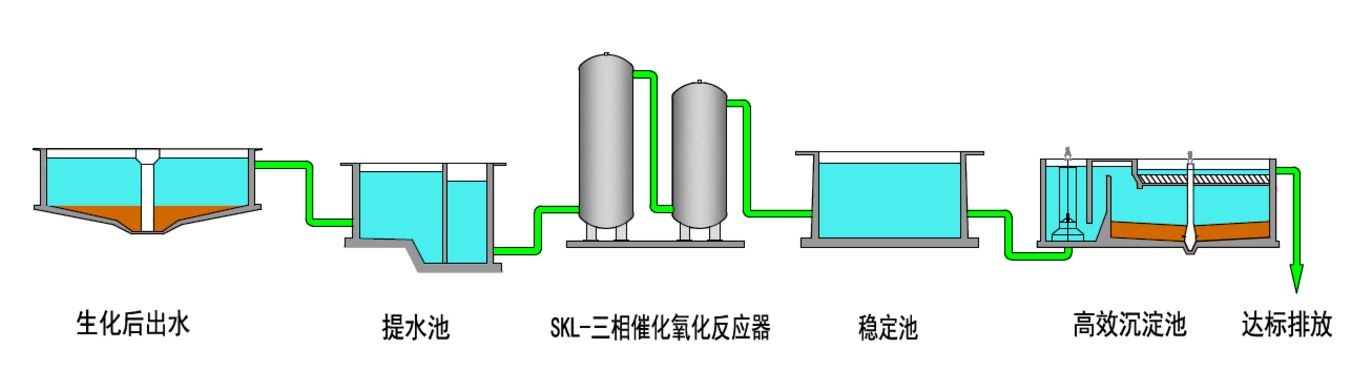 生化后出水
提水池
SKL-三相催化氧化反应器
稳定池
高效沉淀池
达标排放